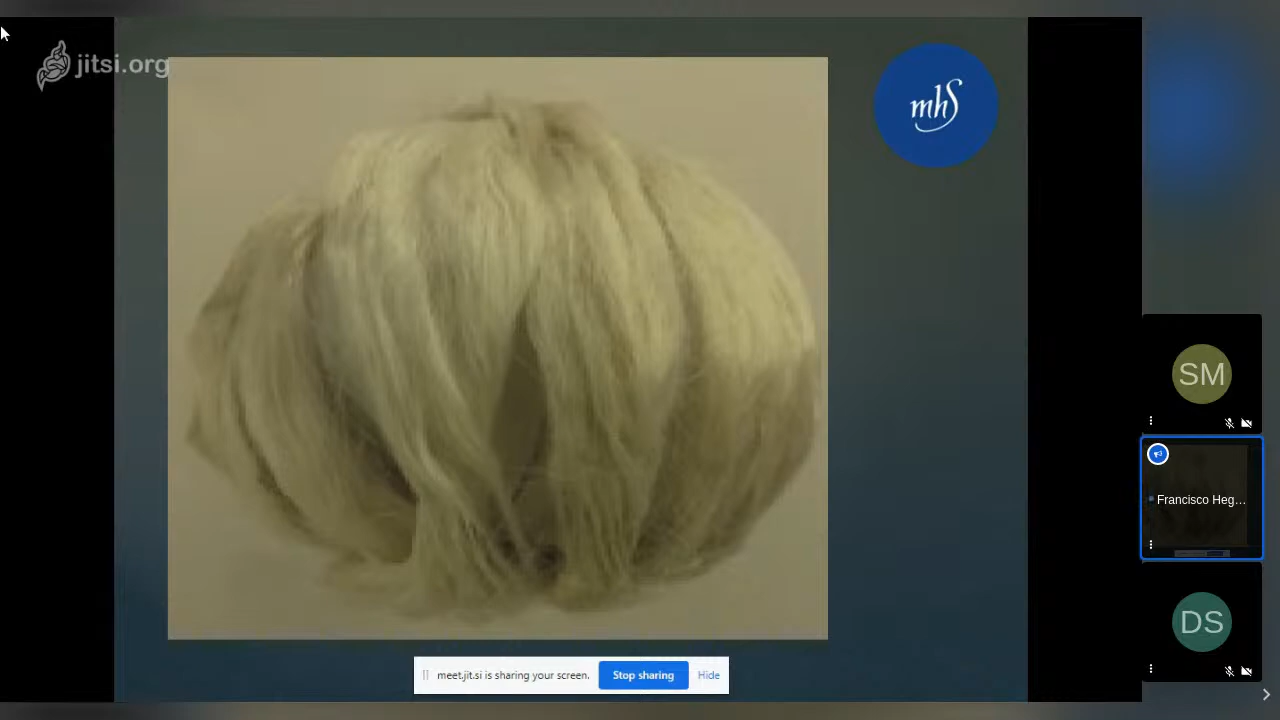 jitsi.org
mhS
SM
Francisco Heg...
meet.jit.si is sharing your screen.
Stop sharing
Hide
DS